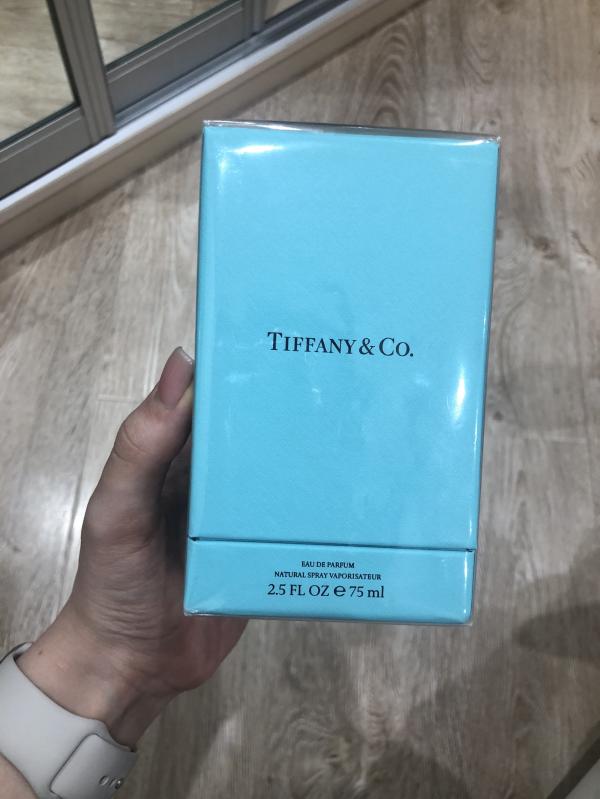 TIFFANY & CO.
EAU DE PARFUM
NATURAL SPRAY VAPORISATEUR
2.5 FL OZ e 75 ml